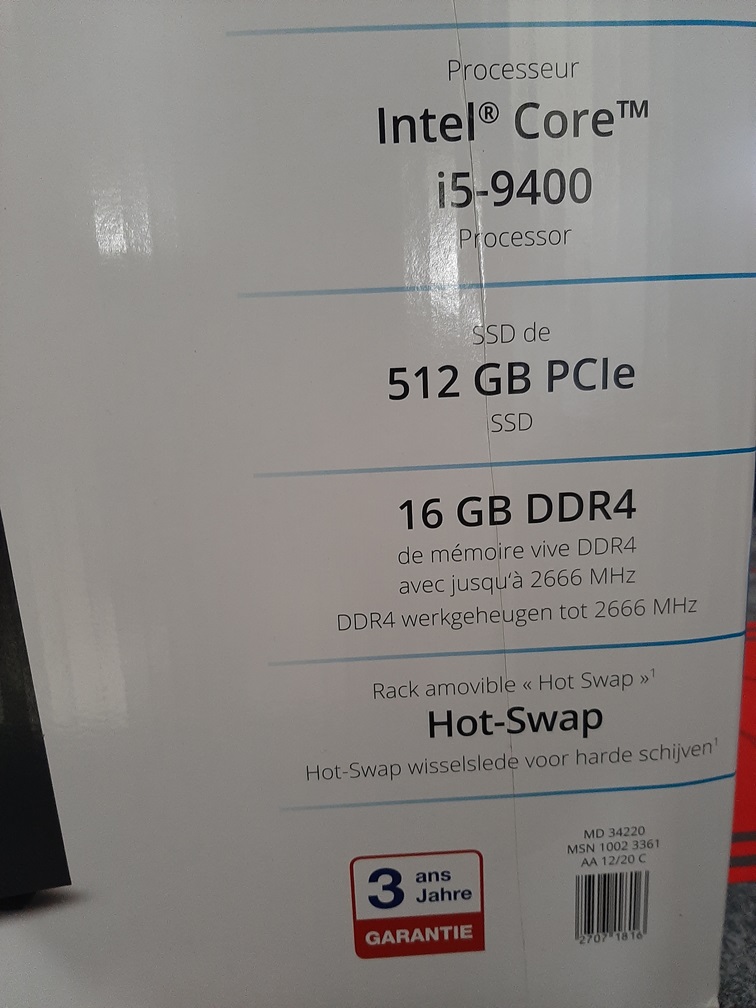 Processeur
Intel® Core™
i5-9400
Processor
SSD de
512 GB PCIe
SSD
16 GB DDR4
de mémoire vive DDR4
avec jusqu‘à 2666 MHz
DDR4 werkgeheugen tot 2666 MHz
Rack amovible « Hot Swap »¹
Hot-Swap
Hot-Swap wisselslede voor harde schijven¹
MD 34220
MSN 1002 3361
AA 12/20 C
3 ans
Jahre
GARANTIE
2707 1816